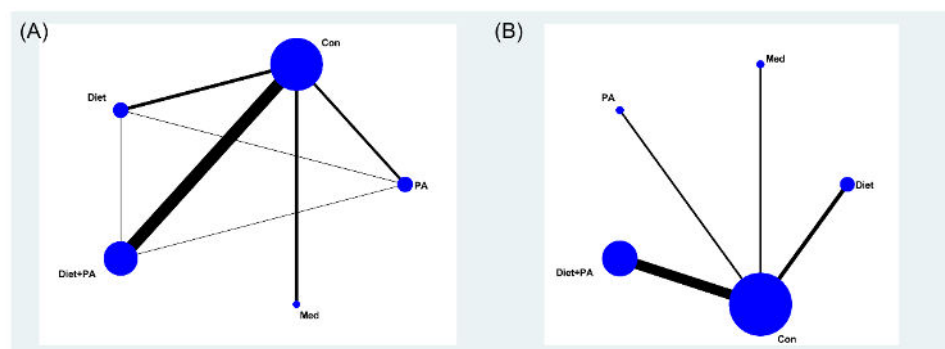 (A)
Con
Diet
PA
Diet+PA
Med
(B)
Med
PA
Diet
Diet+PA
Con